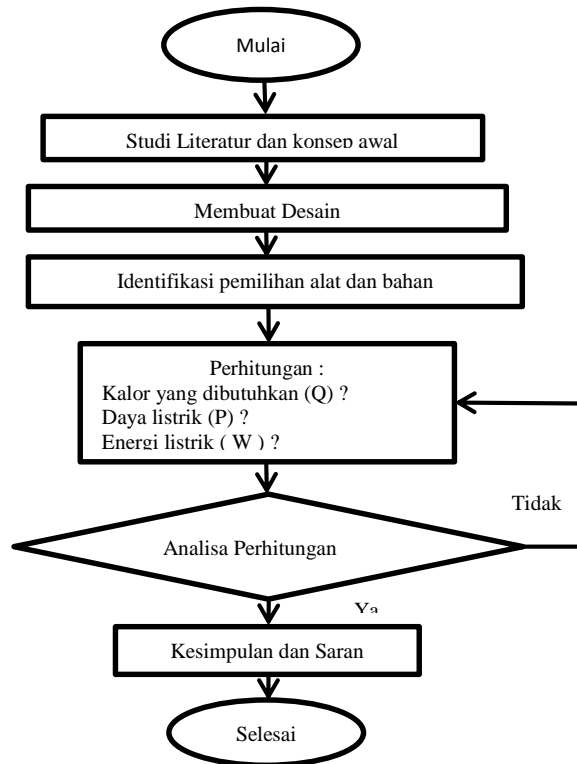 Mulai
Studi Literatur dan konsep awal
Membuat Desain
Identifikasi pemilihan alat dan bahan
Perhitungan :
Kalor yang dibutuhkan (Q) ?
Daya listrik (P) ?
Energi listrik ( W ) ?
Tidak
Analisa Perhitungan
Ya
Kesimpulan dan Saran
Selesai